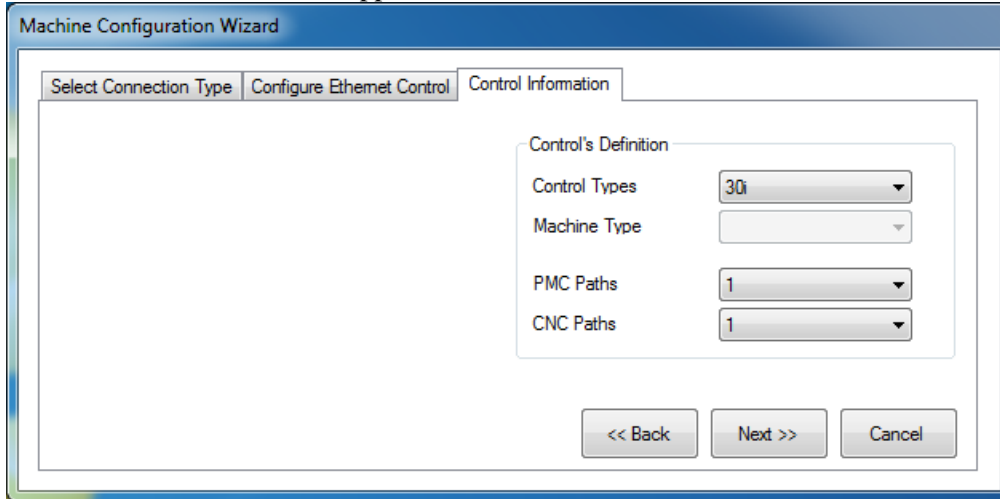 Machine Configuration Wizard
Select Connection Type Configure Ethernet Control Control Information
Control's Definition
Control Types 30i
Machine Type
PMC Paths 1
CNC Paths 1
<< Back Next >> Cancel